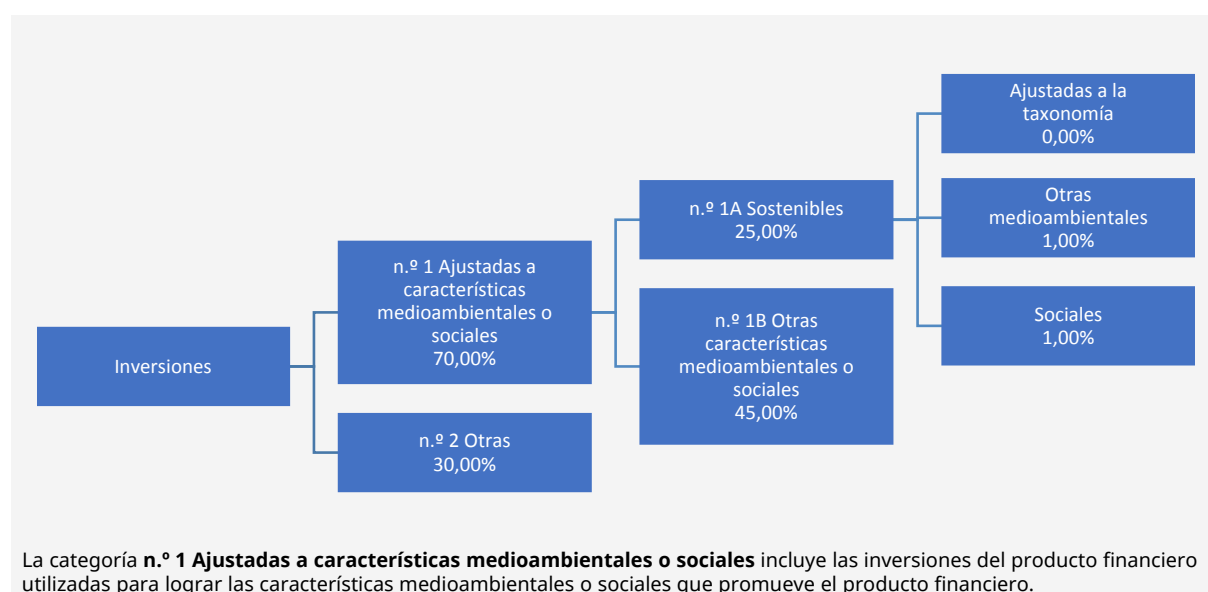 Inversiones
n.º 1 Ajustadas a
características
medioambientales o
sociales
70,00%
n.º 2 Otras
30,00%
n.º 1A Sostenibles
25,00%
n.º 1B Otras
características
medioambientales o
sociales
45,00%
Ajustadas a la
taxonomía
0,00%
Otras
medioambientales
1,00%
Sociales
1,00%
La categoría n.º 1 Ajustadas a características medioambientales o sociales incluye las inversiones del producto financiero
utilizadas para lograr las características medioambientales o sociales que promueve el producto financiero.